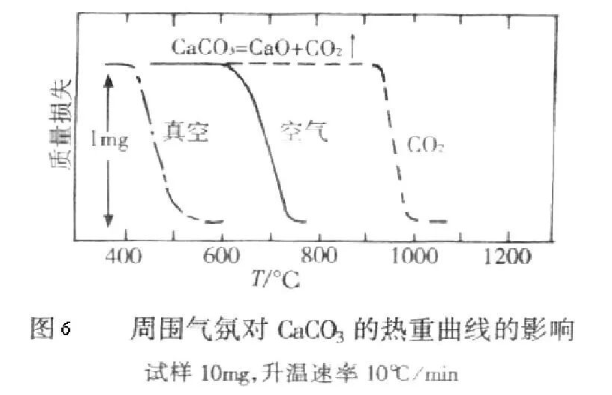 CaCO₃=CaO+CO₂↑
质量损失
1mg
真空
空气
CO₂
400 600 800 1000 1200
T/°C
图6 周围气氛对 CaCO₃ 的热重曲线的影响
试样 10mg,升温速率 10℃/min